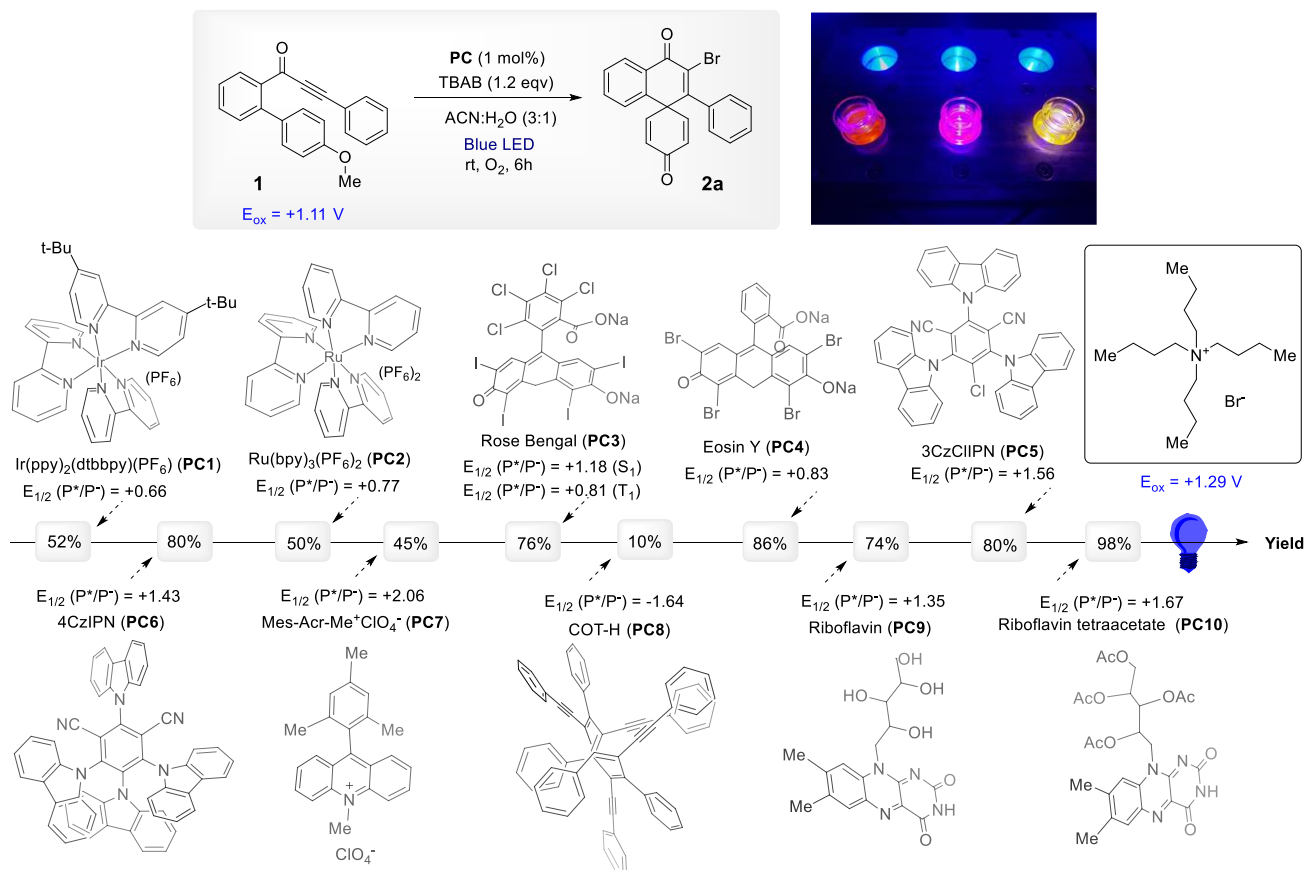 O
O
Br
PC (1 mol%)
TBAB (1.2 eqv)
ACN:H₂O (3:1)
Blue LED
rt, O₂, 6h
O
Me
O
1
2a
Eox = +1.11 V
t-Bu
t-Bu
N
N
N
Ir
N
N
N
(PF₆)
Ir(ppy)₂(dtbbpy)(PF₆) (PC1)
E1/2 (P*/P⁻) = +0.66
N
N
N
Ru
N
N
N
(PF₆)₂
Ru(bpy)₃(PF₆)₂ (PC2)
E1/2 (P*/P⁻) = +0.77
Cl
Cl
Cl
Cl
ONa
O
I
I
O
ONa
I
I
Rose Bengal (PC3)
E1/2 (P*/P⁻) = +1.18 (S₁)
E1/2 (P*/P⁻) = +0.81 (T₁)
ONa
O
Br
Br
O
ONa
Br
Br
Eosin Y (PC4)
E1/2 (P*/P⁻) = +0.83
N
NC
CN
N
N
Cl
3CzClIPN (PC5)
E1/2 (P*/P⁻) = +1.56
Me
Me
N⁺
Me
Br⁻
Me
Eox = +1.29 V
52%
80%
50%
45%
76%
10%
86%
74%
80%
98%
Yield
E1/2 (P*/P⁻) = +1.43
4CzIPN (PC6)
N
NC
CN
N
N
N
E1/2 (P*/P⁻) = +2.06
Mes-Acr-Me⁺ClO₄⁻ (PC7)
Me
Me
Me
N
+
Me
ClO₄⁻
E1/2 (P*/P⁻) = -1.64
COT-H (PC8)
E1/2 (P*/P⁻) = +1.35
Riboflavin (PC9)
OH
HO
OH
HO
OH
Me
N
N
O
Me
N
NH
O
E1/2 (P*/P⁻) = +1.67
Riboflavin tetraacetate (PC10)
AcO
AcO
OAc
AcO
Me
N
N
O
Me
N
NH
O